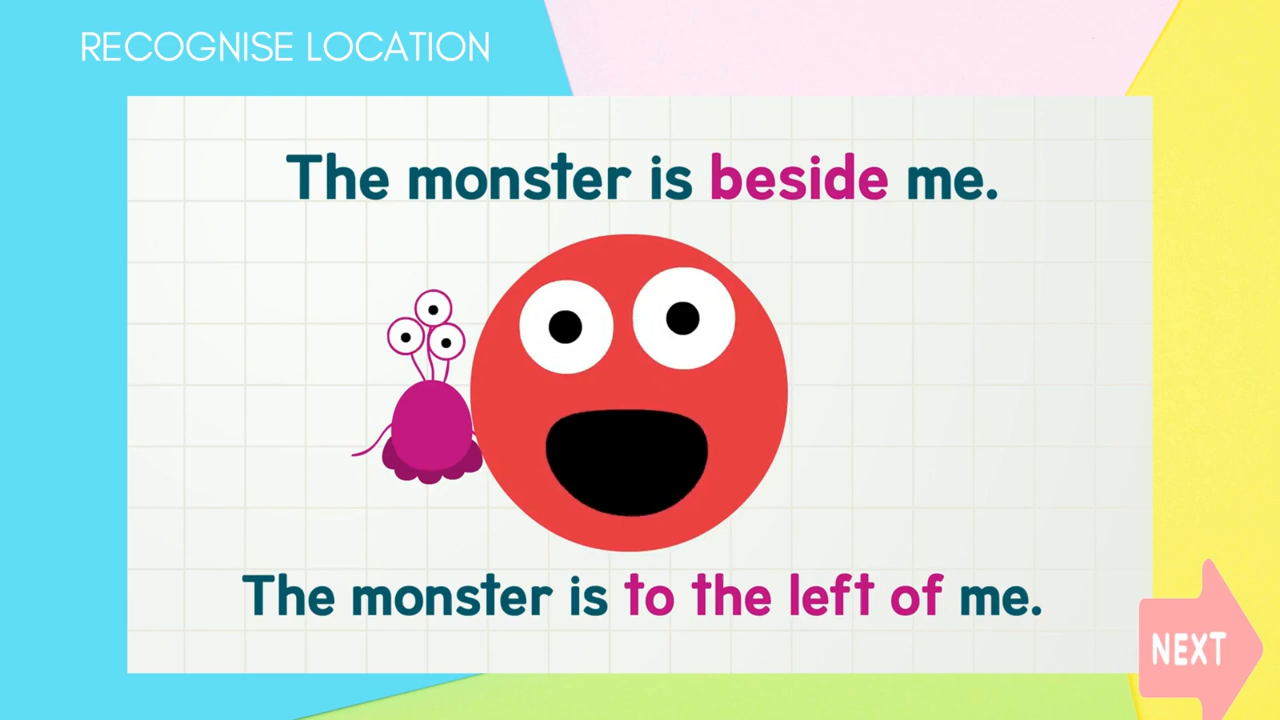 RECOGNISE LOCATION
The monster is beside me.
The monster is to the left of me.
NEXT